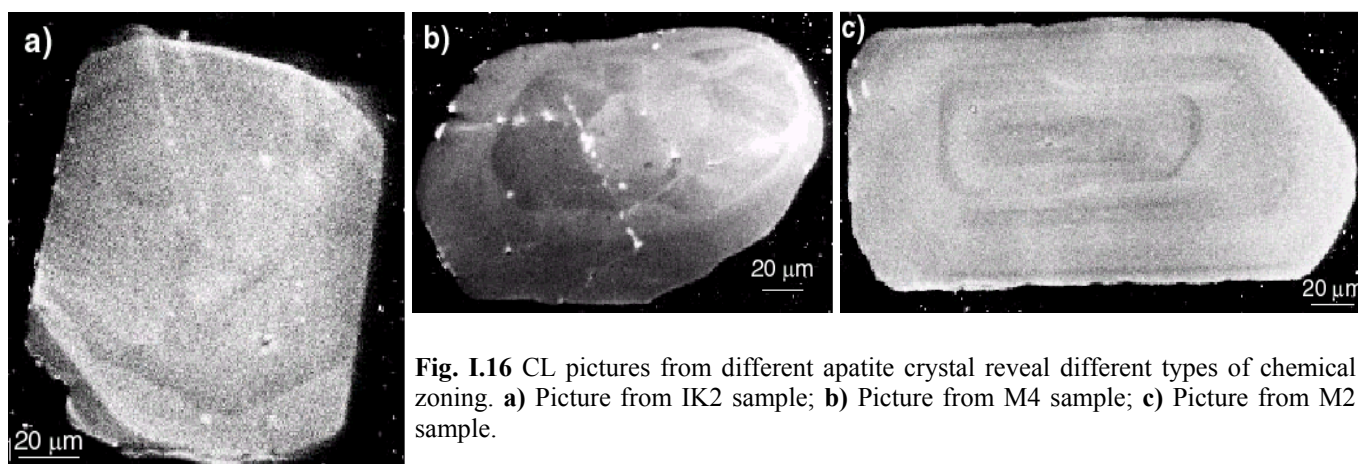 a)
20 µm
b)
20 µm
c)
20 µm
Fig. I.16 CL pictures from different apatite crystal reveal different types of chemical
zoning. a) Picture from IK2 sample; b) Picture from M4 sample; c) Picture from M2
sample.